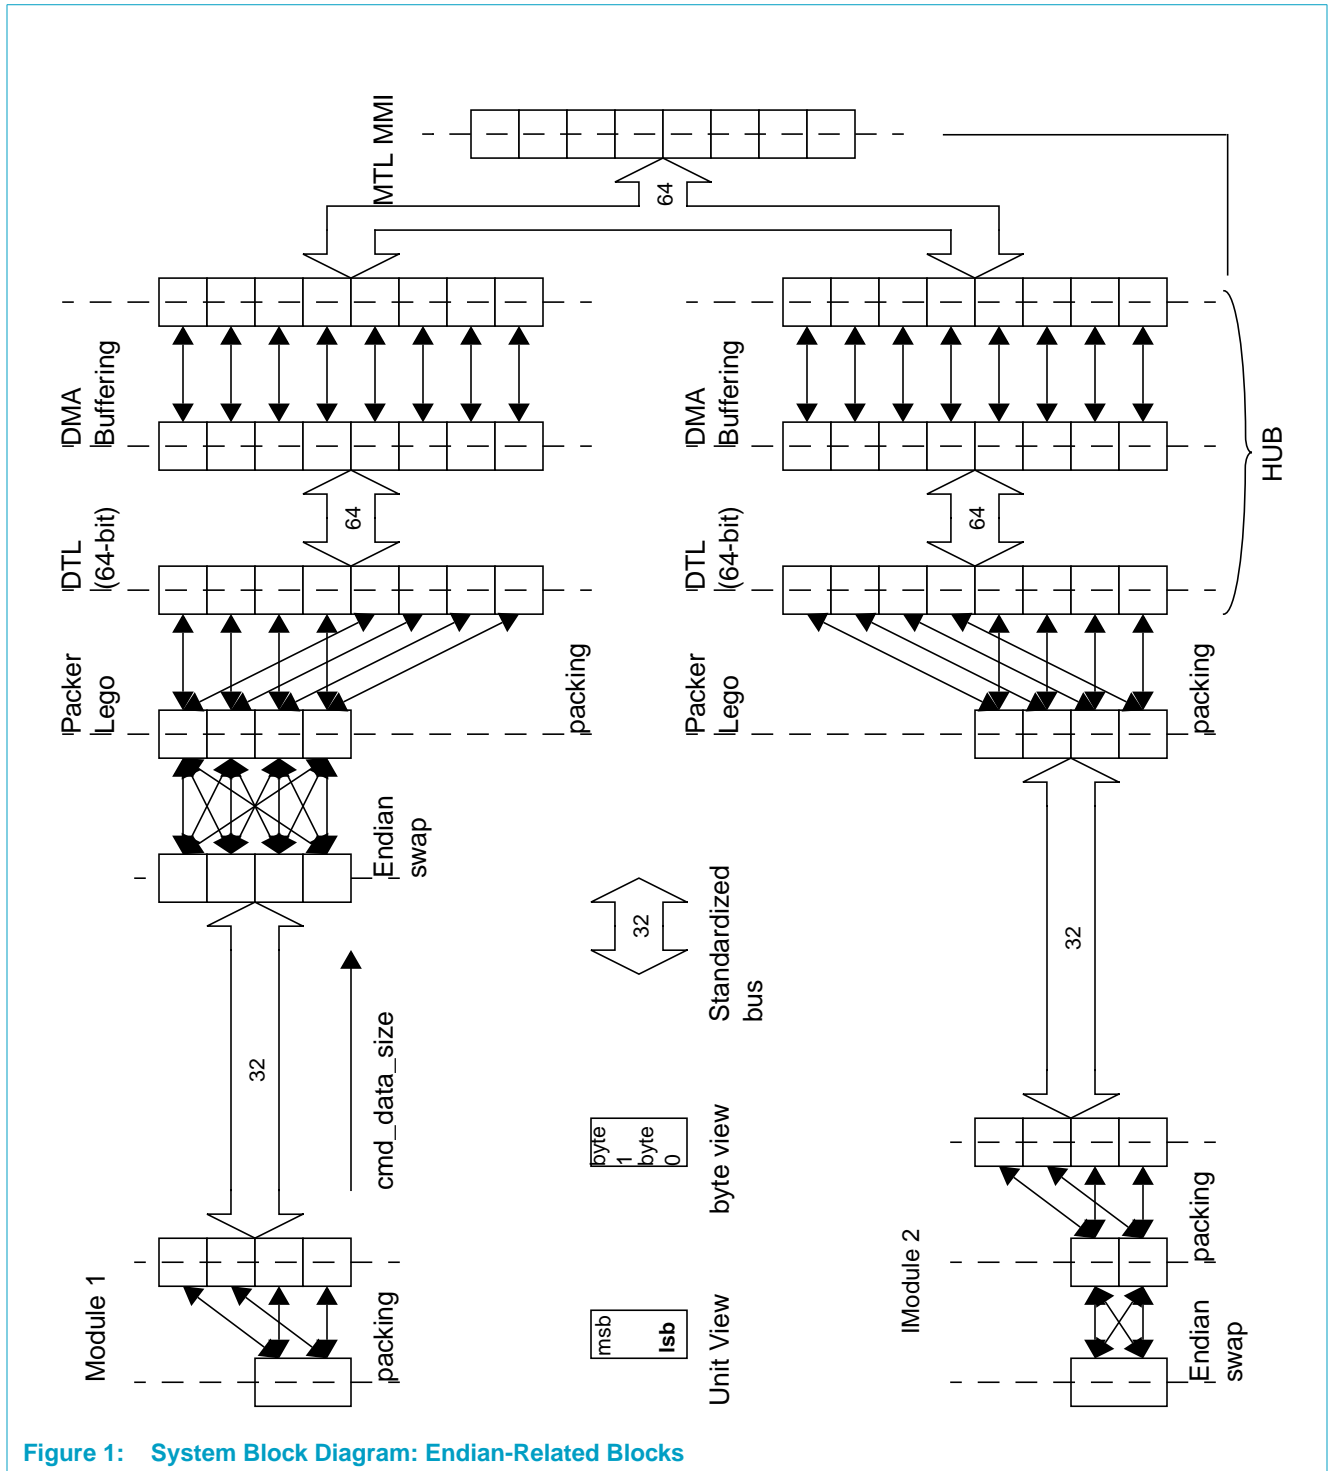 MTL MMI
64
DMA
Buffering
DMA
Buffering
HUB
64
64
DTL
(64-bit)
DTL
(64-bit)
Packer
Lego
packing
Packer
Lego
packing
Endian
swap
32
cmd_data_size
32
Standardized
bus
32
byte
1
byte
0
byte view
Module 1
packing
msb
lsb
Unit View
IModule 2
packing
Endian
swap
Figure 1: System Block Diagram: Endian-Related Blocks